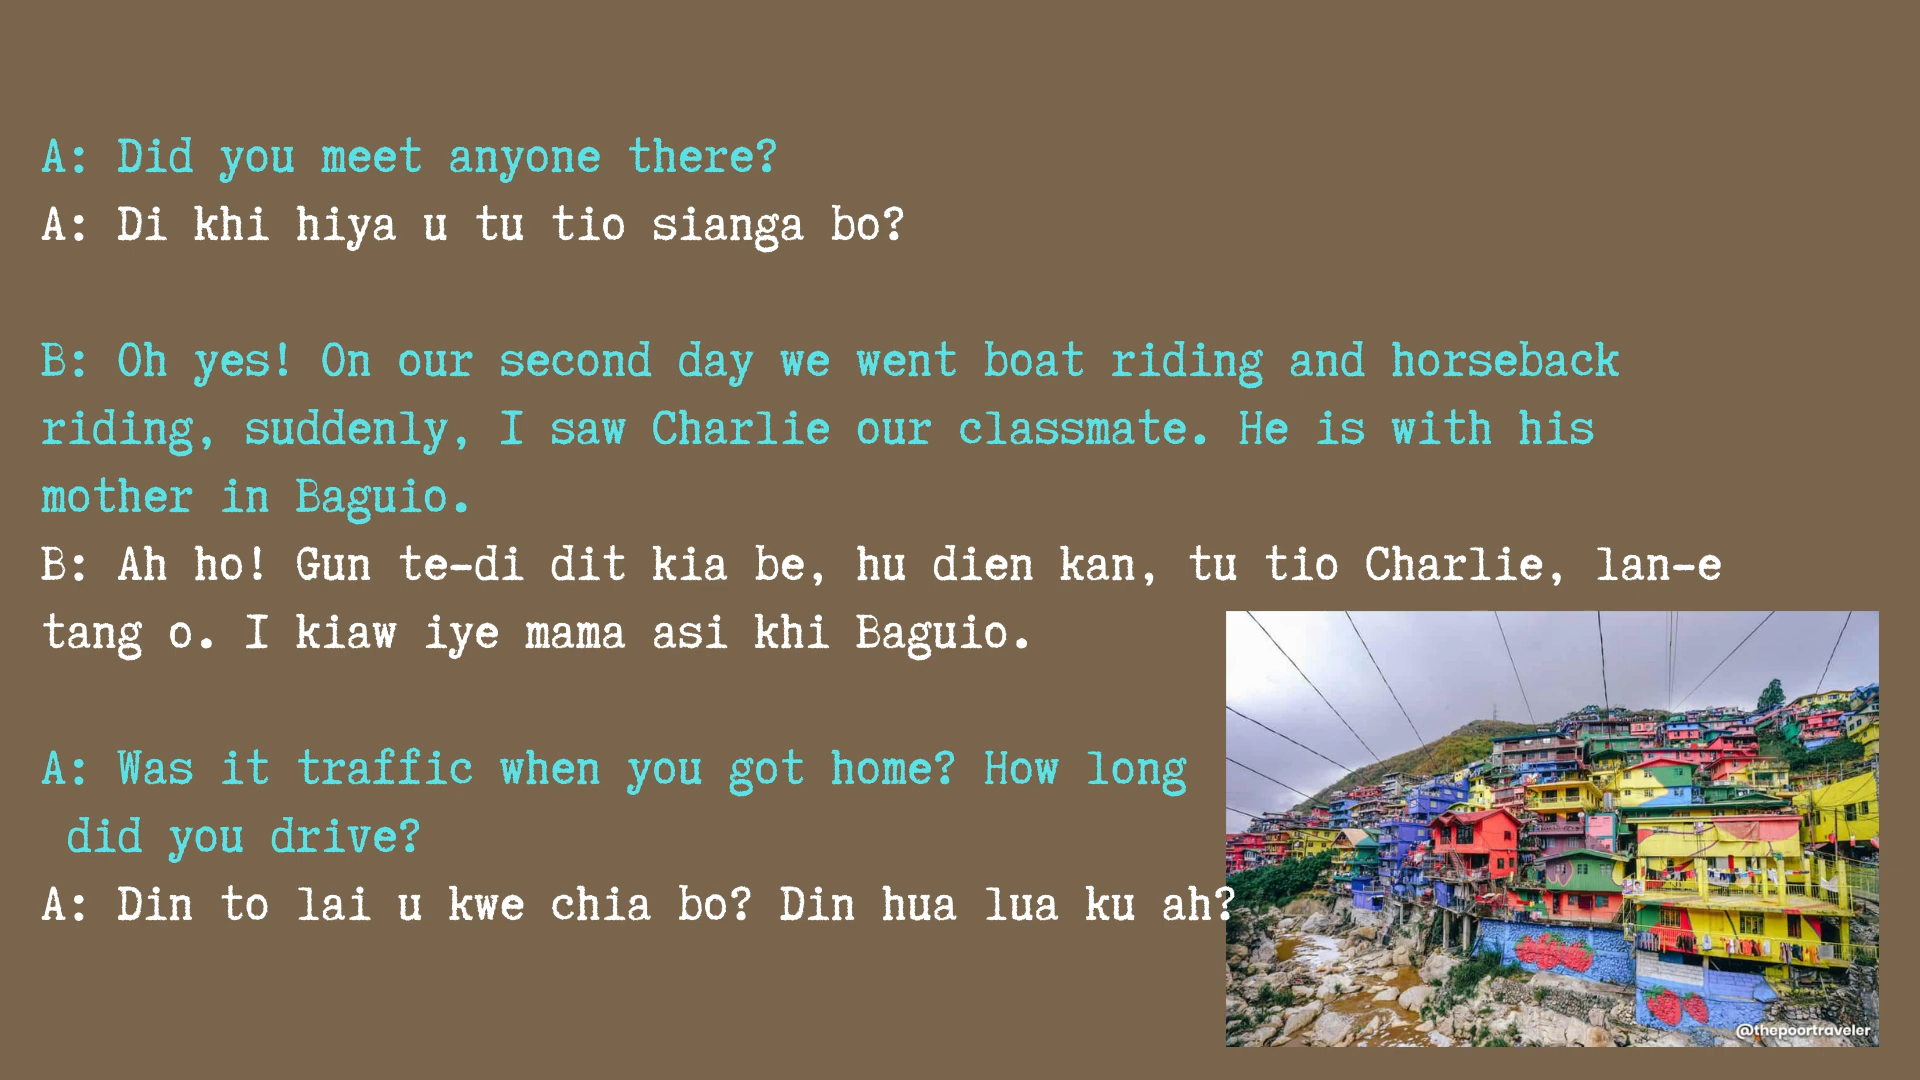 A: Did you meet anyone there?
A: Di khi hiya u tu tio sianga bo?
B: Oh yes! On our second day we went boat riding and horseback
riding, suddenly, I saw Charlie our classmate. He is with his
mother in Baguio.
B: Ah ho! Gun te-di dit kia be, hu dien kan, tu tio Charlie, lan-e
tang o. I kiaw iye mama asi khi Baguio.
A: Was it traffic when you got home? How long
did you drive?
A: Din to lai u kwe chia bo? Din hua lua ku ah?
@thepoortraveler